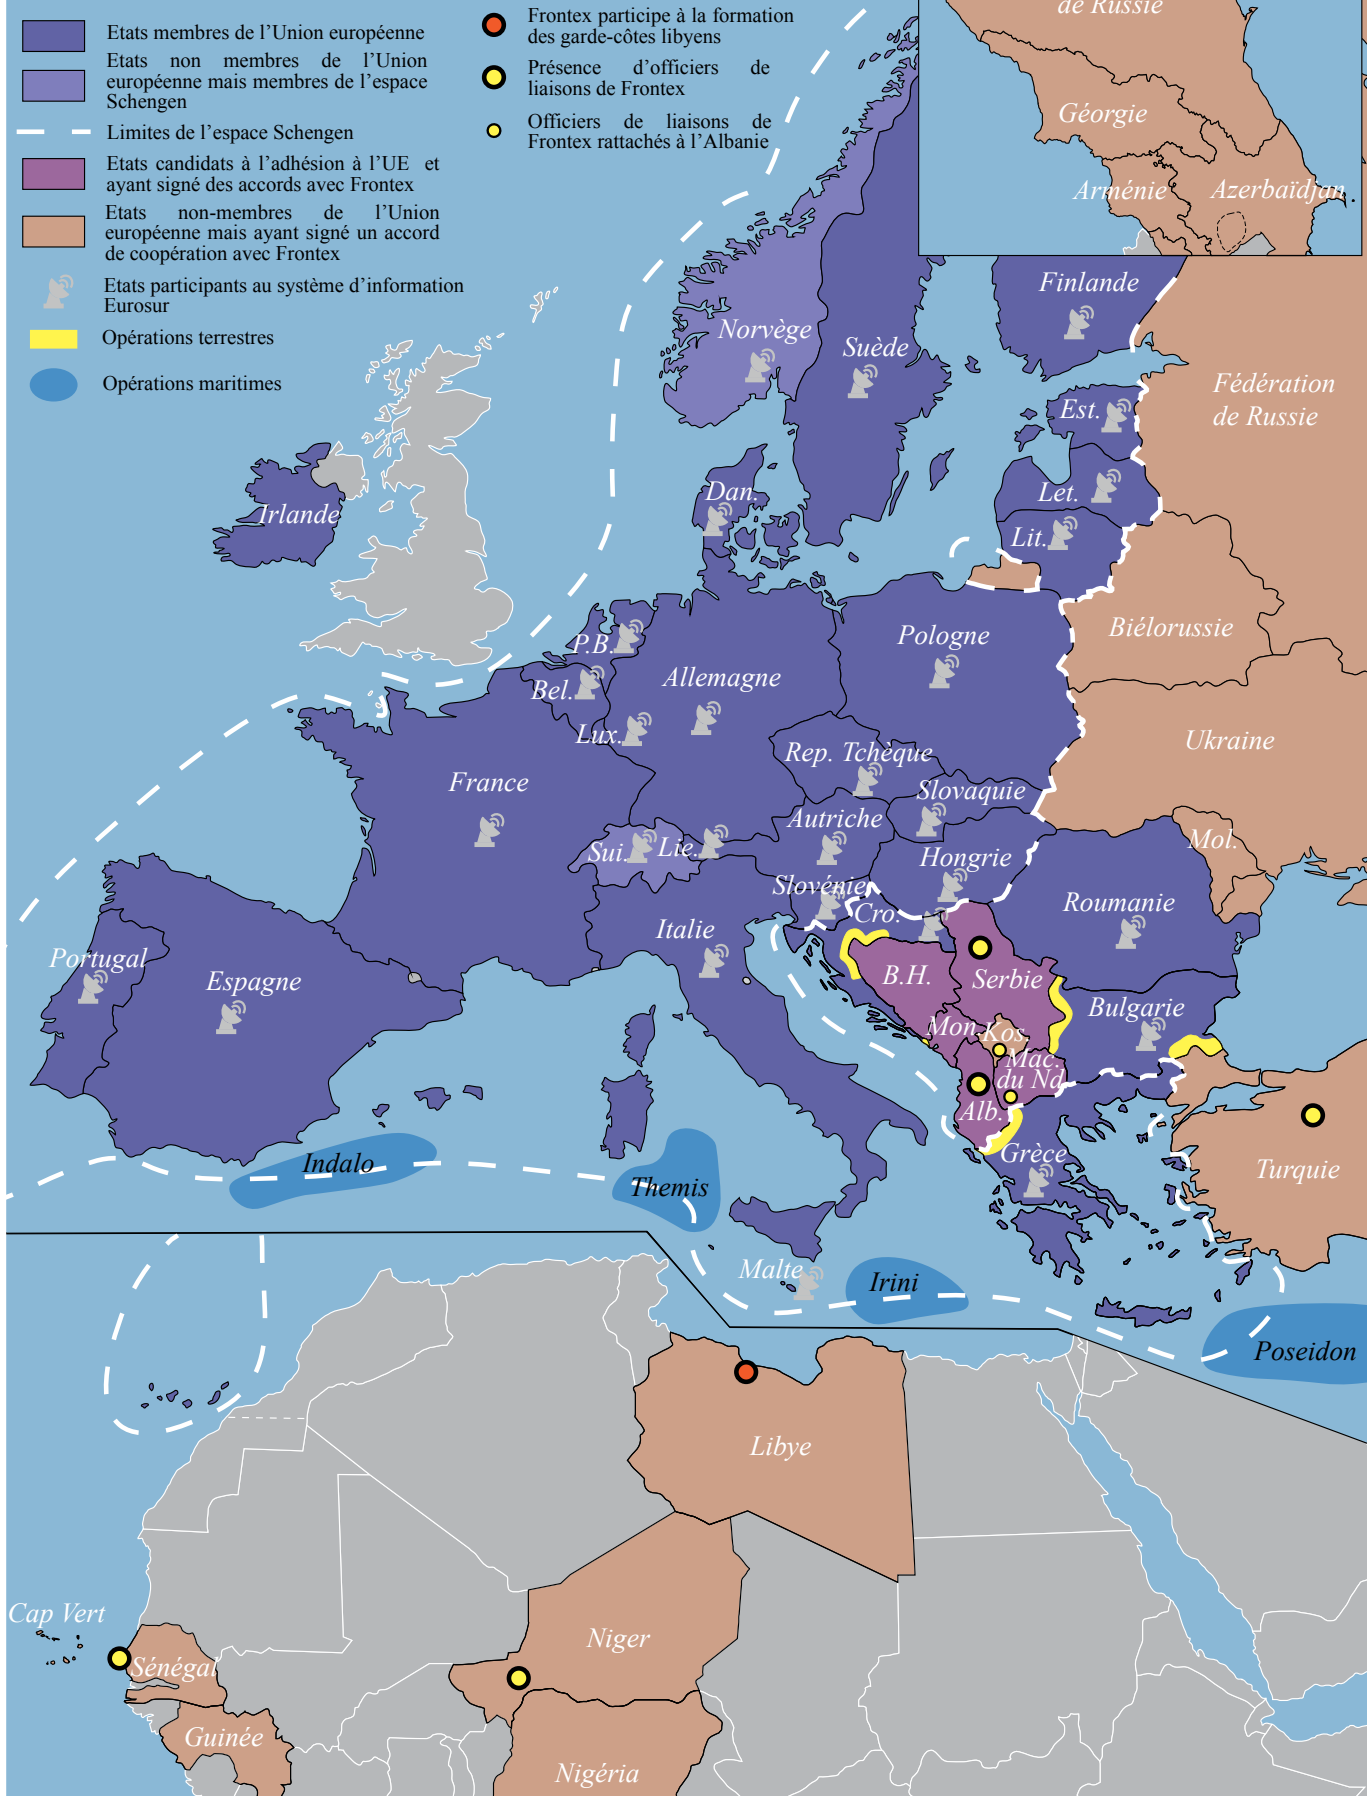 Etats membres de l'Union européenne
Etats non membres de l'Union
européenne mais membres de l'espace
Schengen
Limites de l'espace Schengen
Etats candidats à l'adhésion à l'UE et
ayant signé des accords avec Frontex
Etats non-membres de l'Union
européenne mais ayant signé un accord
de coopération avec Frontex
Etats participants au système d'information
Eurosur
Opérations terrestres
Opérations maritimes
Frontex participe à la formation
des garde-côtes libyens
Présence d'officiers de
liaisons de Frontex
Officiers de liaisons de
Frontex rattachés à l'Albanie
de Russie
Géorgie
Arménie
Azerbaïdjan
Finlande
Norvège
Suède
Fédération
de Russie
Est.
Dan.
Let.
Irlande
Lit.
Biélorussie
P.B.
Pologne
Bel.
Allemagne
Lux.
Ukraine
Rep. Tchèque
France
Slovaquie
Autriche
Mol.
Sui.
Lie.
Hongrie
Slovénie
Cro.
Roumanie
Italie
Portugal
Espagne
B.H.
Serbie
Bulgarie
Mon.
Kos.
Mac.
du Nd
Alb.
Grèce
Turquie
Indalo
Themis
Malte
Irini
Poseidon
Libye
Cap Vert
Niger
Sénégal
Guinée
Nigéria